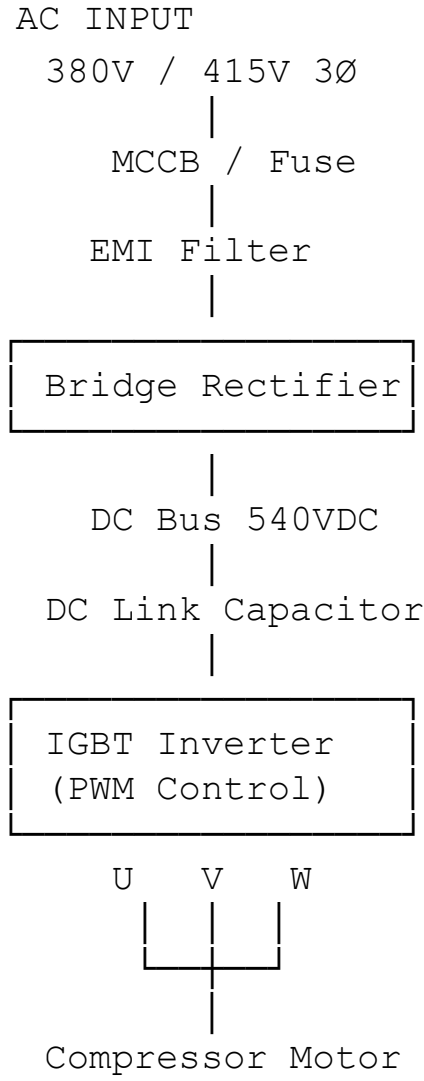 AC INPUT
380V / 415V 3Ø
MCCB / Fuse
EMI Filter
Bridge Rectifier
DC Bus 540VDC
DC Link Capacitor
IGBT Inverter
(PWM Control)
U V W
Compressor Motor